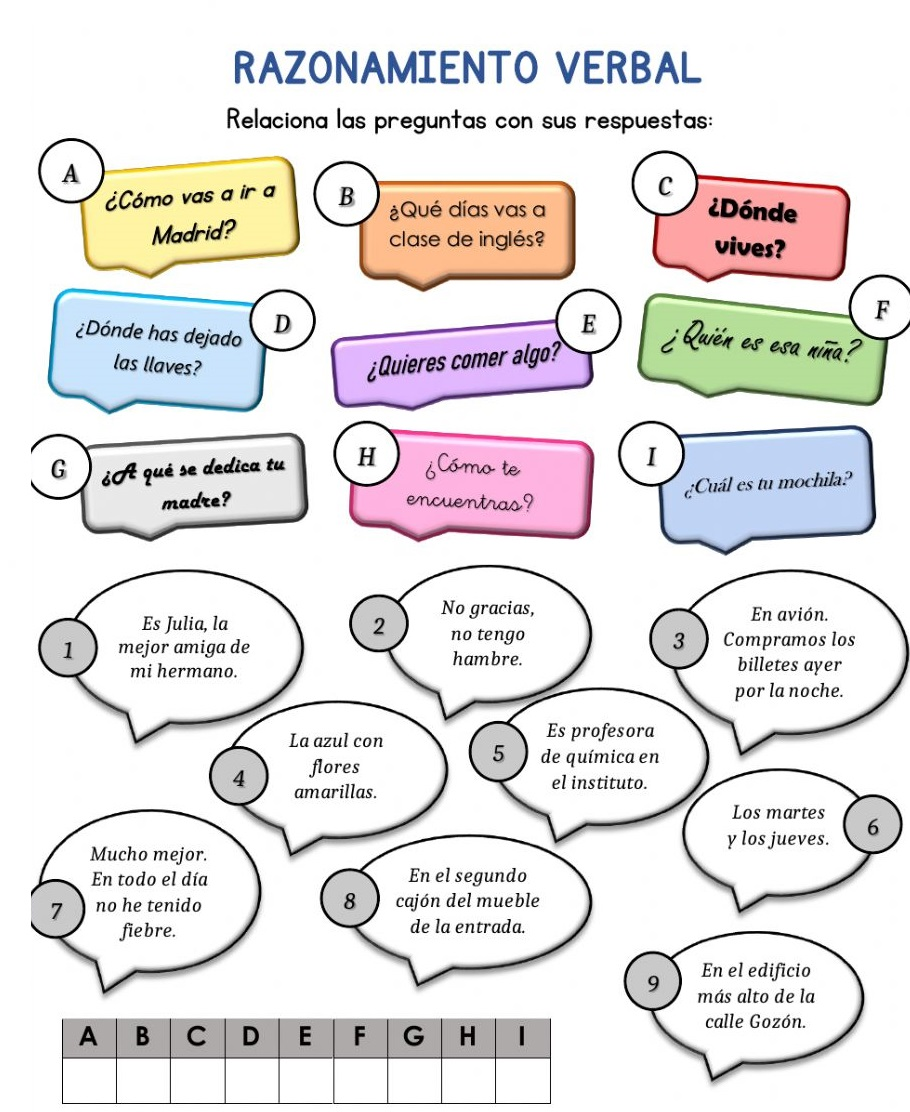 RAZONAMIENTO VERBAL
Relaciona las preguntas con sus respuestas:
A
¿Cómo vas a ir a
Madrid?
B
¿Qué días vas a
clase de inglés?
C
¿Dónde
vives?
D
¿Dónde has dejado
las llaves?
E
¿Quieres comer algo?
F
¿Quién es esa niña?
G
¿A qué se dedica tu
madre?
H
¿Cómo te
encuentras?
I
¿Cuál es tu mochila?
1
Es Julia, la
mejor amiga de
mi hermano.
2
No gracias,
no tengo
hambre.
3
En avión.
Compramos los
billetes ayer
por la noche.
4
La azul con
flores
amarillas.
5
Es profesora
de química en
el instituto.
6
Los martes
y los jueves.
7
Mucho mejor.
En todo el día
no he tenido
fiebre.
8
En el segundo
cajón del mueble
de la entrada.
9
En el edificio
más alto de la
calle Gozón.
A B C D E F G H I